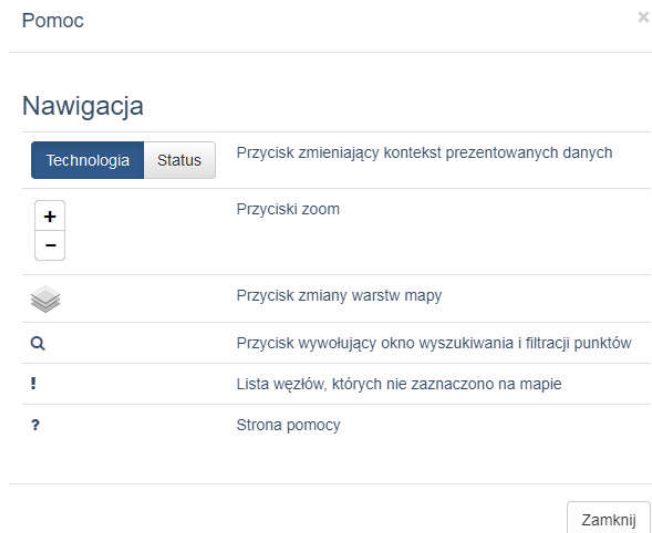 Pomoc ×
Nawigacja
Technologia Status Przycisk zmieniający kontekst prezentowanych danych
+ Przyciski zoom
−
Przycisk zmiany warstw mapy
Przycisk wywołujący okno wyszukiwania i filtracji punktów
! Lista węzłów, których nie zaznaczono na mapie
? Strona pomocy
Zamknij